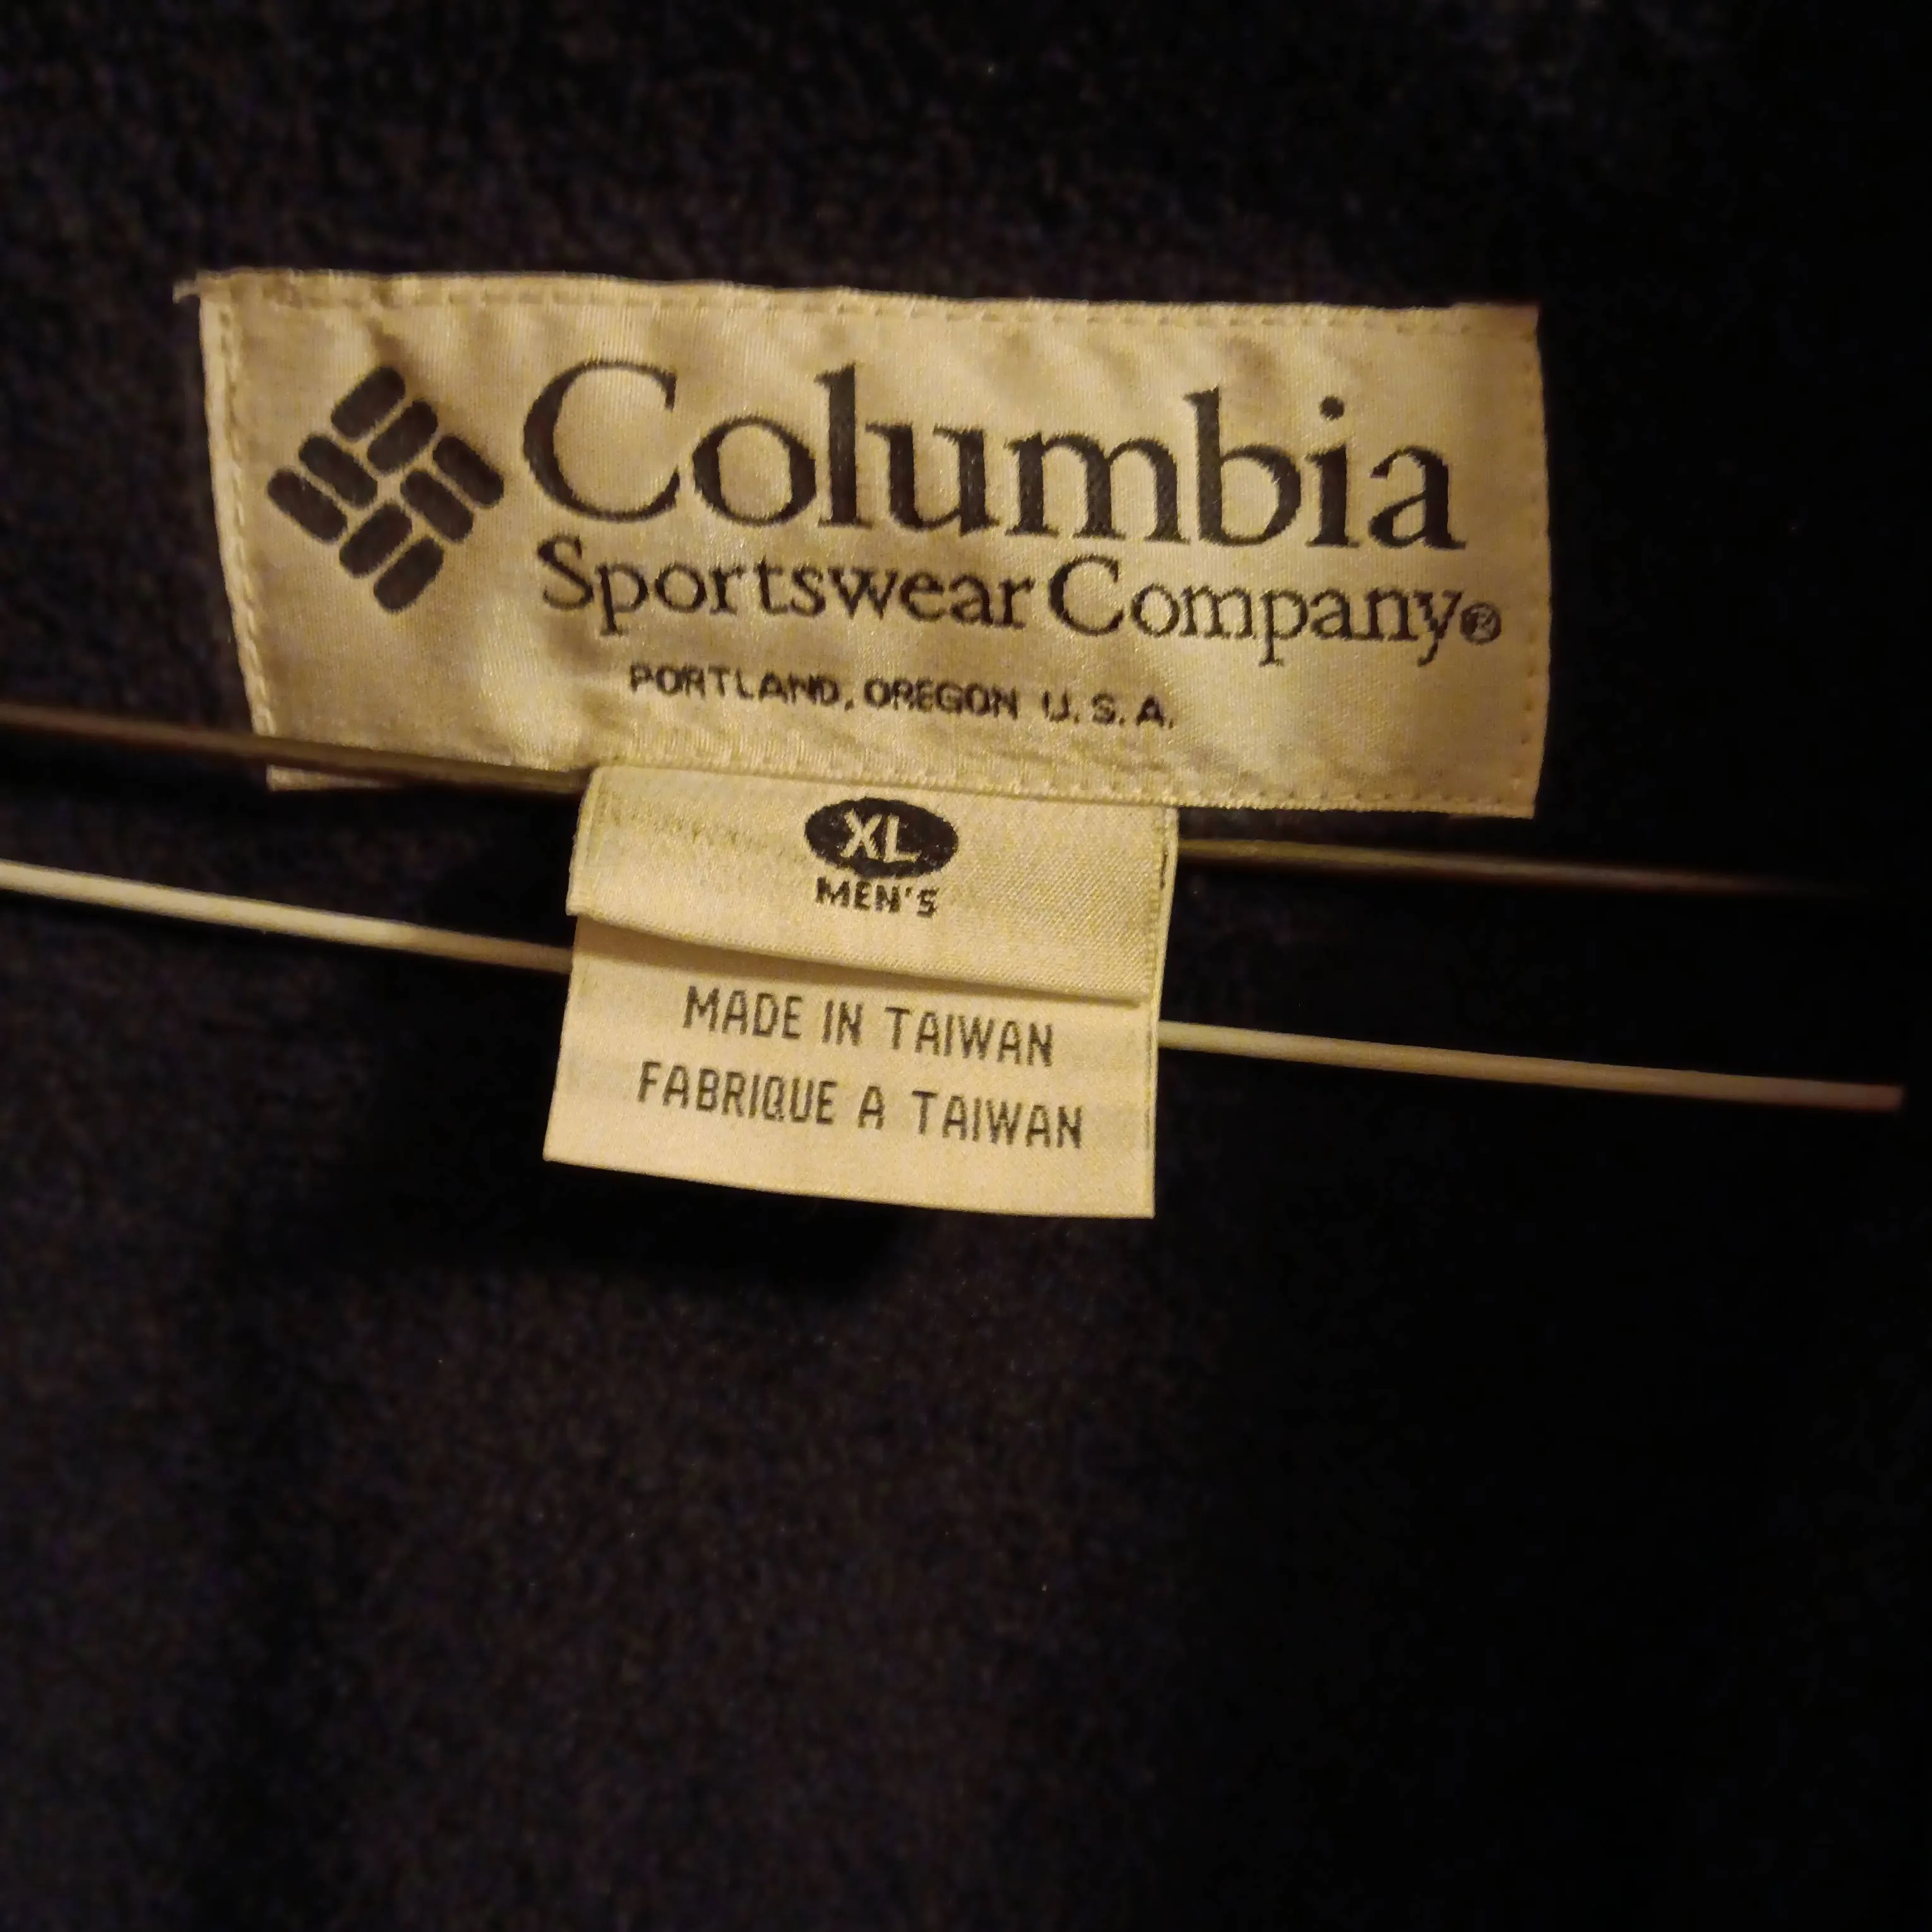 Columbia
Sportswear Company®
PORTLAND, OREGON U.S.A.
XL
MEN'S
MADE IN TAIWAN
FABRIQUE A TAIWAN